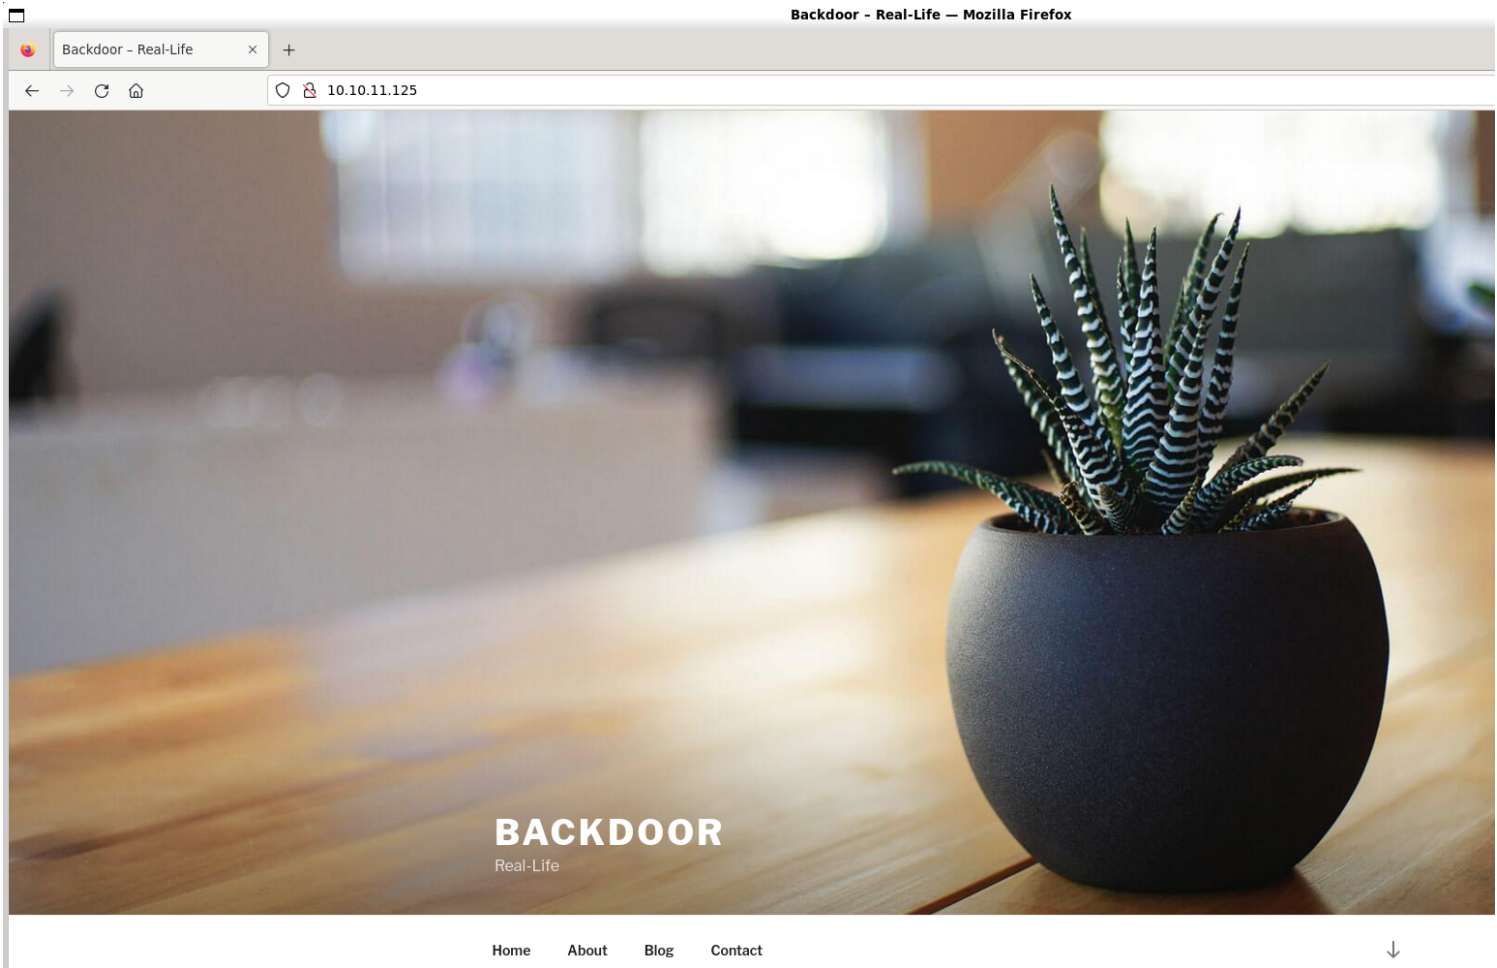 Backdoor – Real-Life — Mozilla Firefox
Backdoor – Real-Life
10.10.11.125
BACKDOOR
Real-Life
Home About Blog Contact